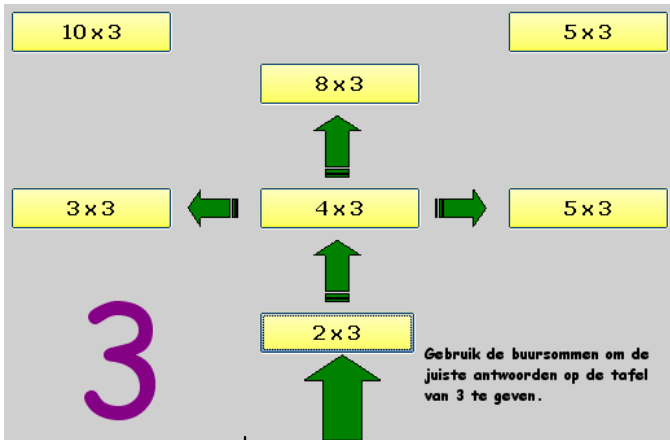 10 x 3
5 x 3
8 x 3
3 x 3
4 x 3
5 x 3
2 x 3
3
Gebruik de buursommen om de
juiste antwoorden op de tafel
van 3 te geven.